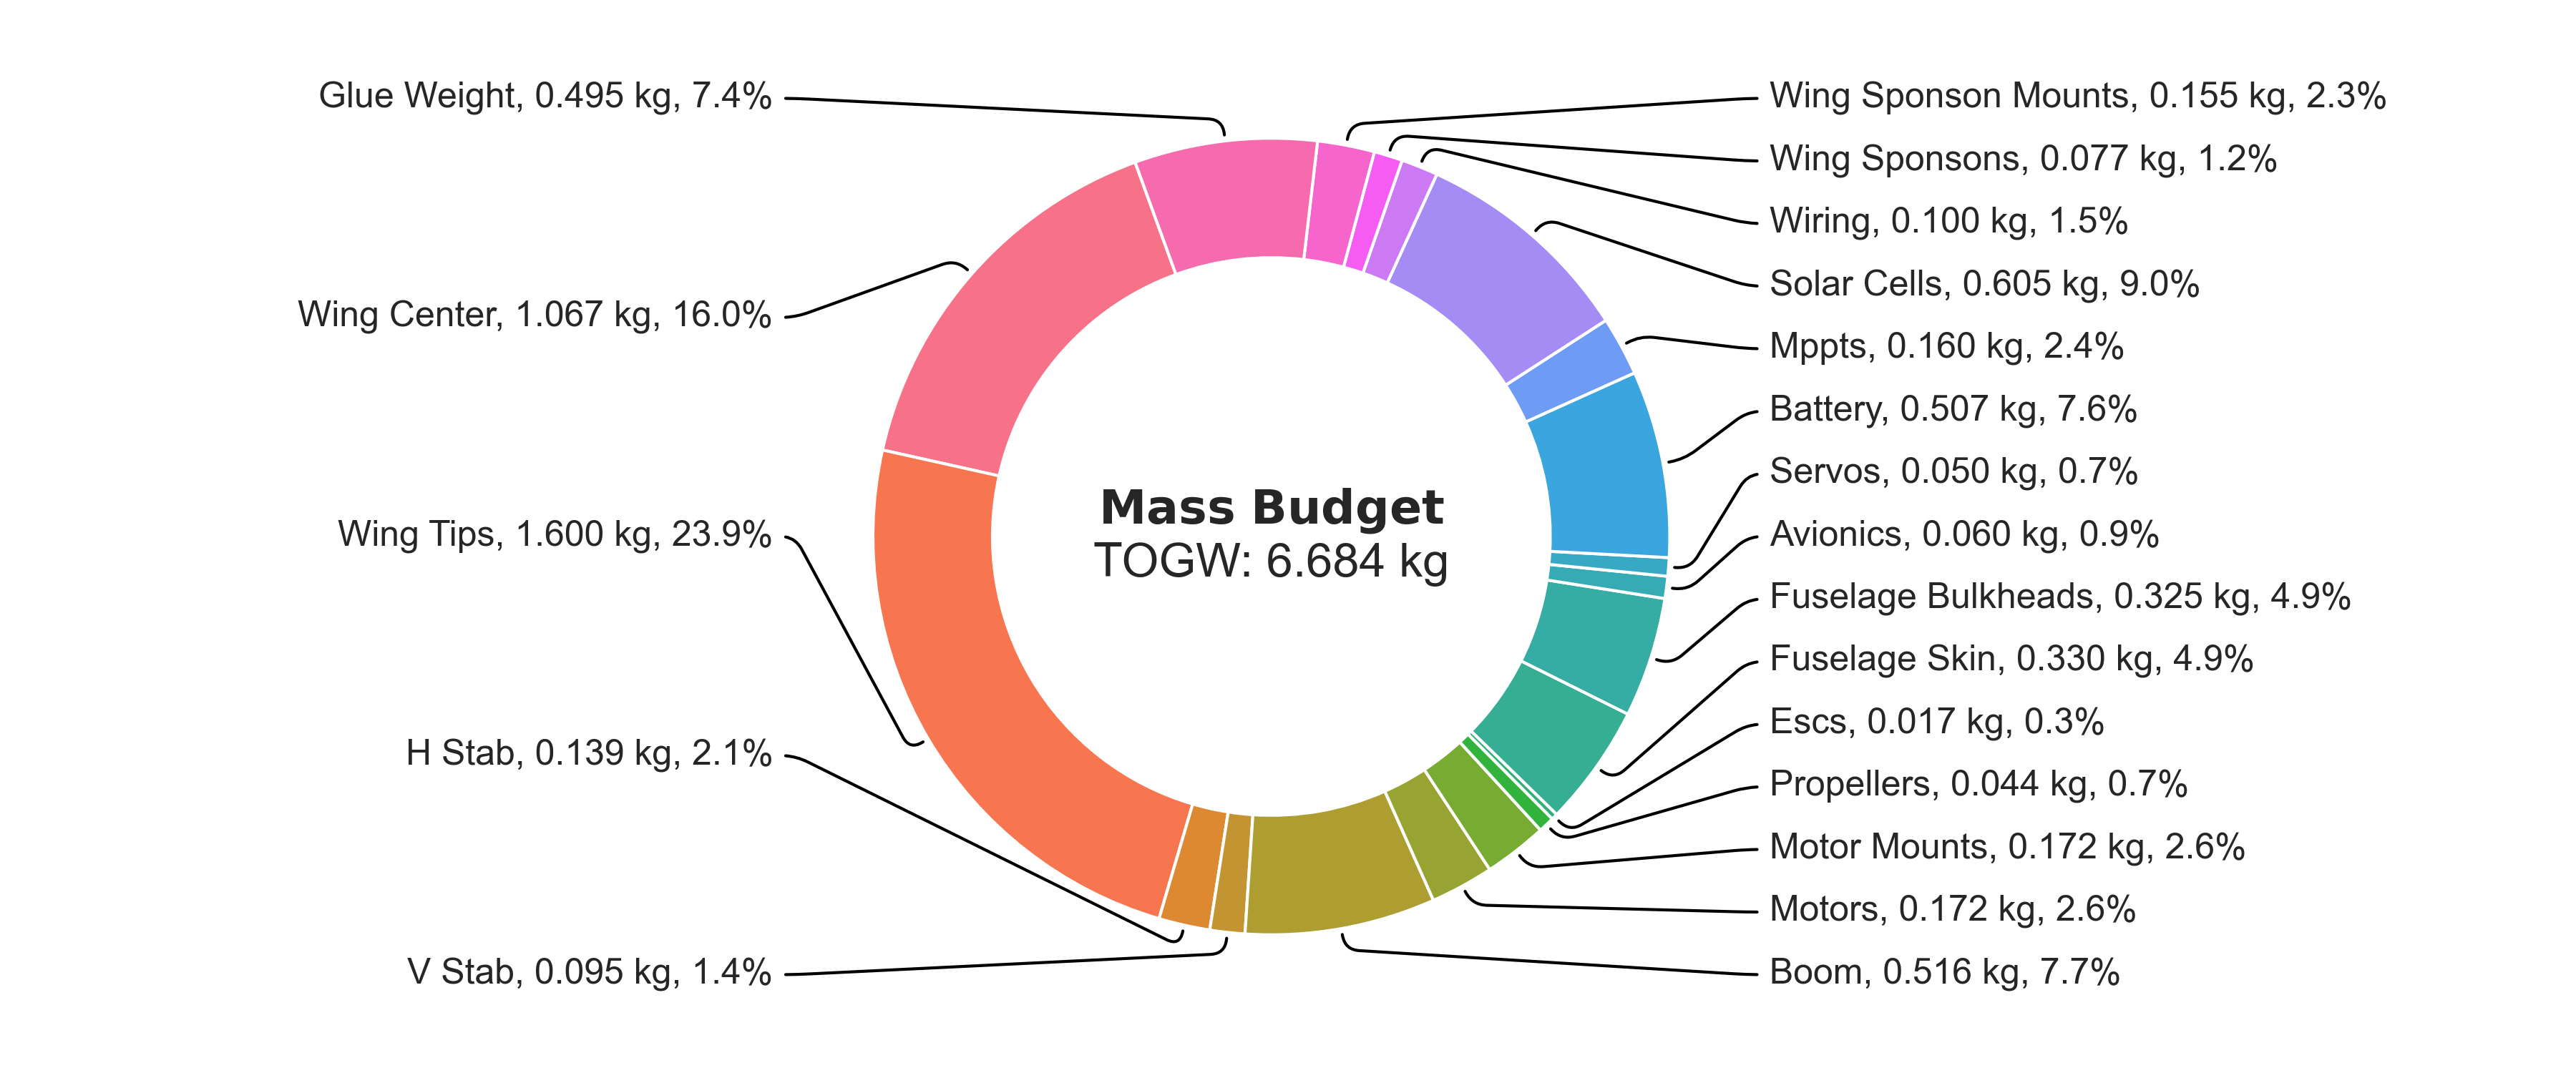 Glue Weight, 0.495 kg, 7.4%
Wing Center, 1.067 kg, 16.0%
Wing Tips, 1.600 kg, 23.9%
H Stab, 0.139 kg, 2.1%
V Stab, 0.095 kg, 1.4%
Mass Budget
TOGW: 6.684 kg
Wing Sponson Mounts, 0.155 kg, 2.3%
Wing Sponsons, 0.077 kg, 1.2%
Wiring, 0.100 kg, 1.5%
Solar Cells, 0.605 kg, 9.0%
Mppts, 0.160 kg, 2.4%
Battery, 0.507 kg, 7.6%
Servos, 0.050 kg, 0.7%
Avionics, 0.060 kg, 0.9%
Fuselage Bulkheads, 0.325 kg, 4.9%
Fuselage Skin, 0.330 kg, 4.9%
Escs, 0.017 kg, 0.3%
Propellers, 0.044 kg, 0.7%
Motor Mounts, 0.172 kg, 2.6%
Motors, 0.172 kg, 2.6%
Boom, 0.516 kg, 7.7%